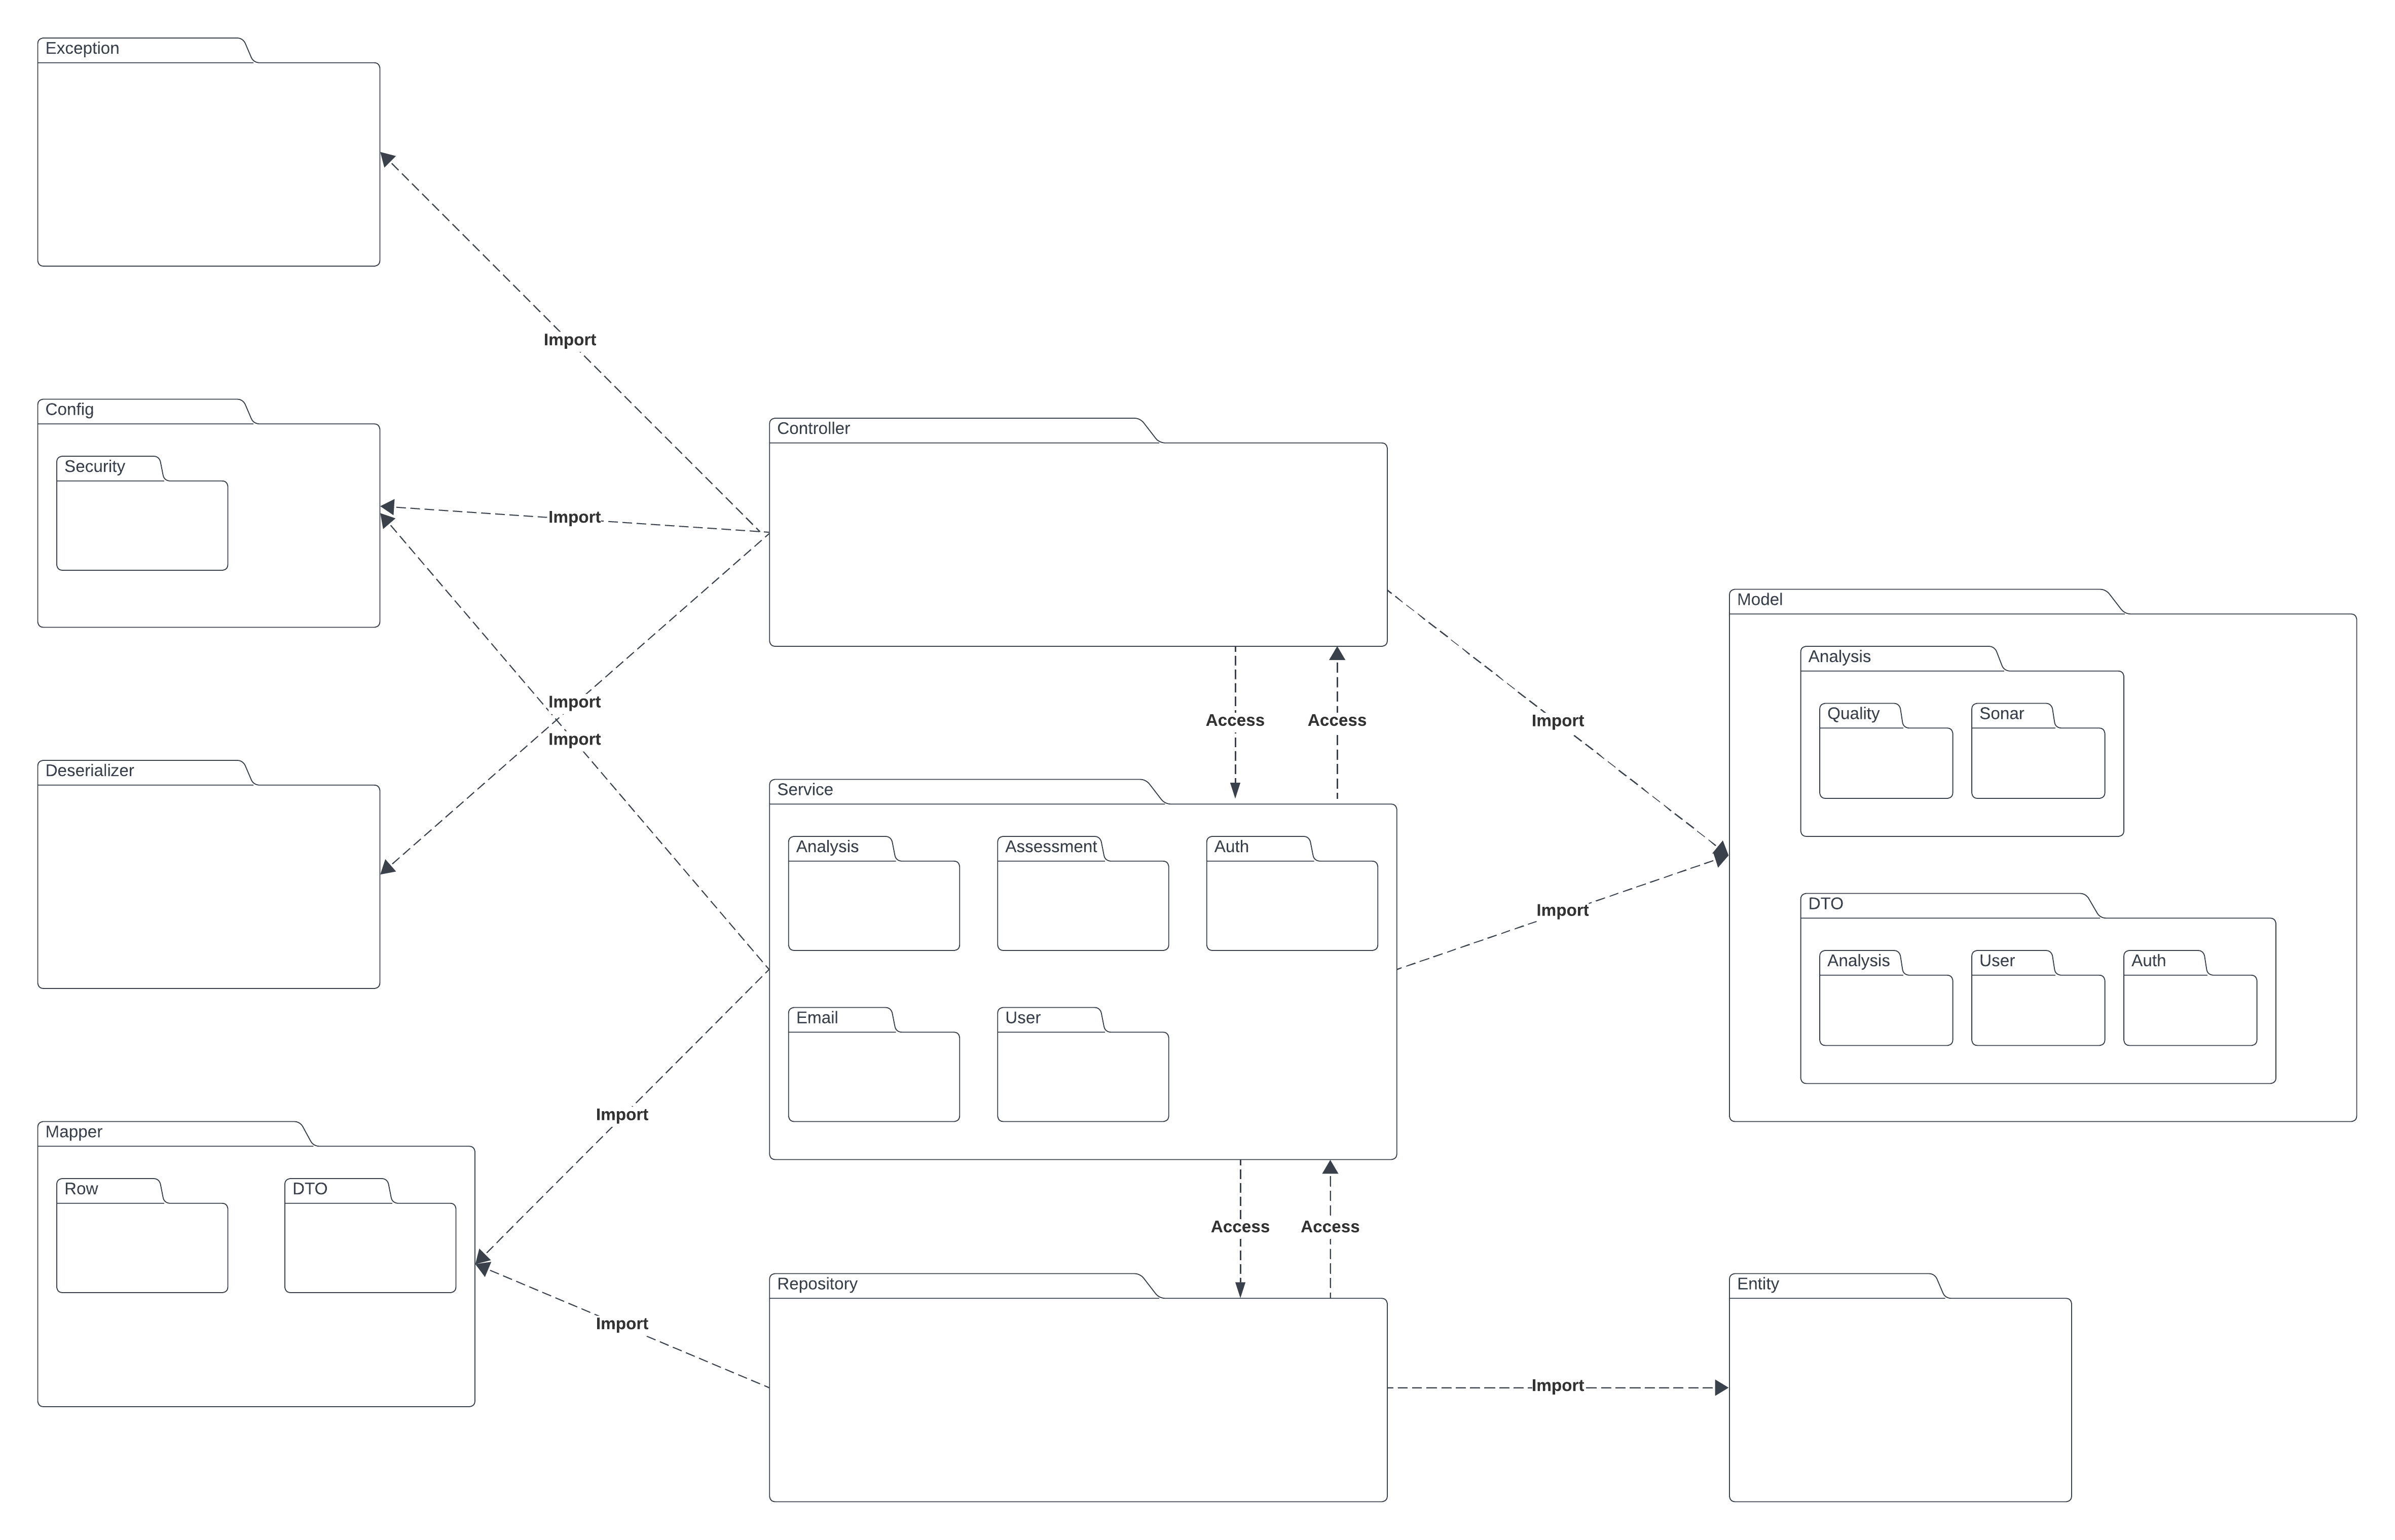 Exception
Import
Config
Security
Import
Controller
Import
Import
Deserializer
Access
Access
Import
Model
Analysis
Quality
Sonar
Service
Analysis
Assessment
Auth
Email
User
Import
DTO
Analysis
User
Auth
Import
Mapper
Row
DTO
Access
Access
Import
Repository
Import
Entity